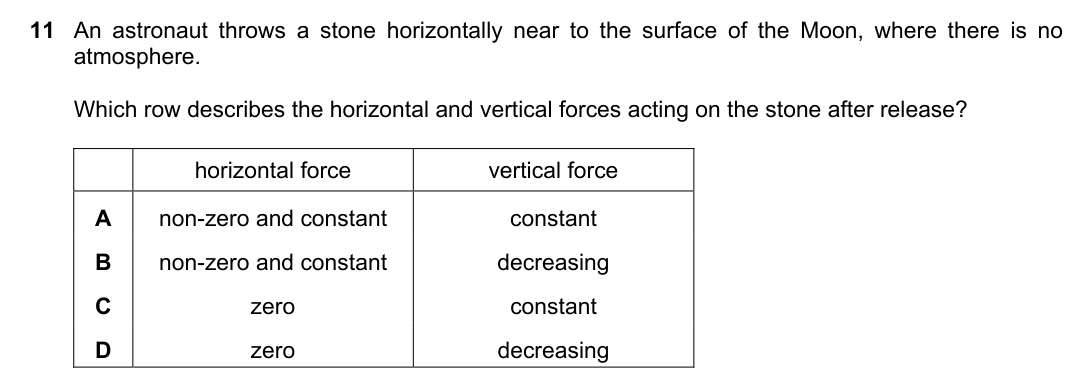 11 An astronaut throws a stone horizontally near to the surface of the Moon, where there is no
atmosphere.
Which row describes the horizontal and vertical forces acting on the stone after release?
horizontal force vertical force
A non-zero and constant constant
B non-zero and constant decreasing
C zero constant
D zero decreasing